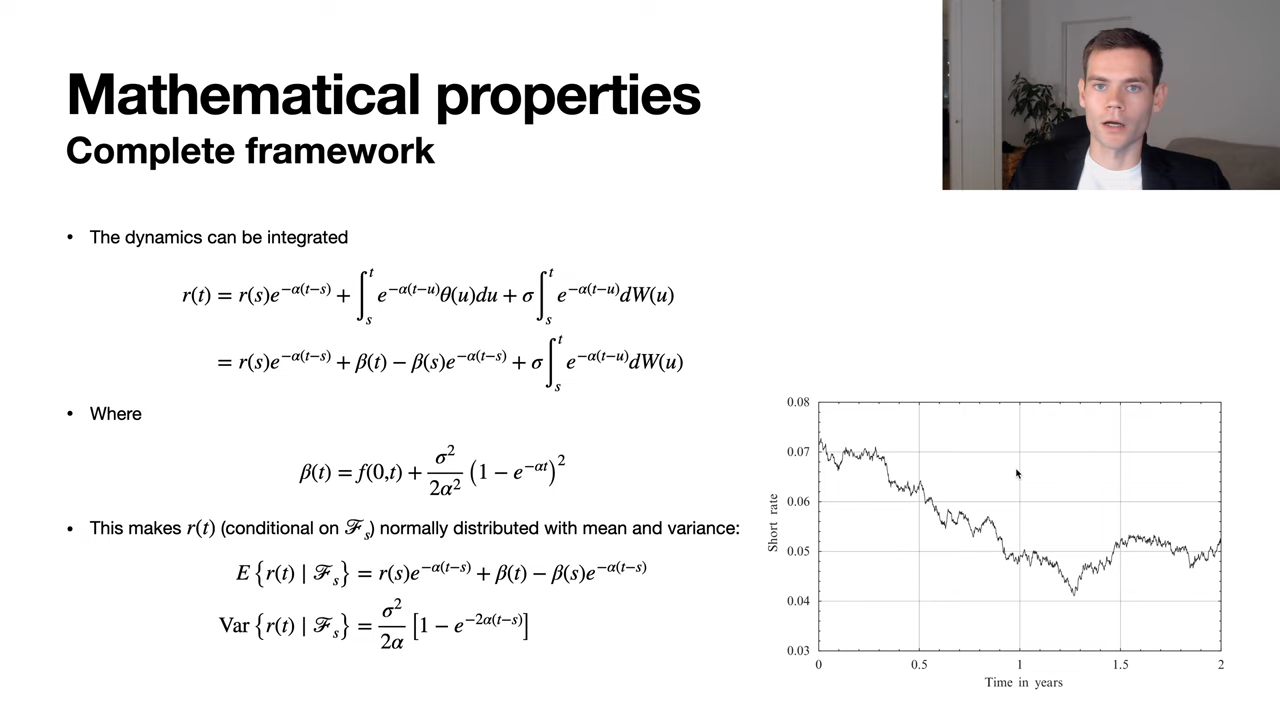 Mathematical properties
Complete framework
• The dynamics can be integrated
r(t) = r(s)e^{−α(t−s)} + ∫_s^t e^{−α(t−u)}θ(u)du + σ∫_s^t e^{−α(t−u)}dW(u)
= r(s)e^{−α(t−s)} + β(t) − β(s)e^{−α(t−s)} + σ∫_s^t e^{−α(t−u)}dW(u)
• Where
β(t) = f(0,t) + σ²/2α² (1 − e^{−αt})²
• This makes r(t) (conditional on ℱ_s) normally distributed with mean and variance:
E{r(t) | ℱ_s} = r(s)e^{−α(t−s)} + β(t) − β(s)e^{−α(t−s)}
Var{r(t) | ℱ_s} = σ²/2α [1 − e^{−2α(t−s)}]
0.08
0.07
0.06
0.05
0.04
0.03
Short rate
0 0.5 1 1.5 2
Time in years